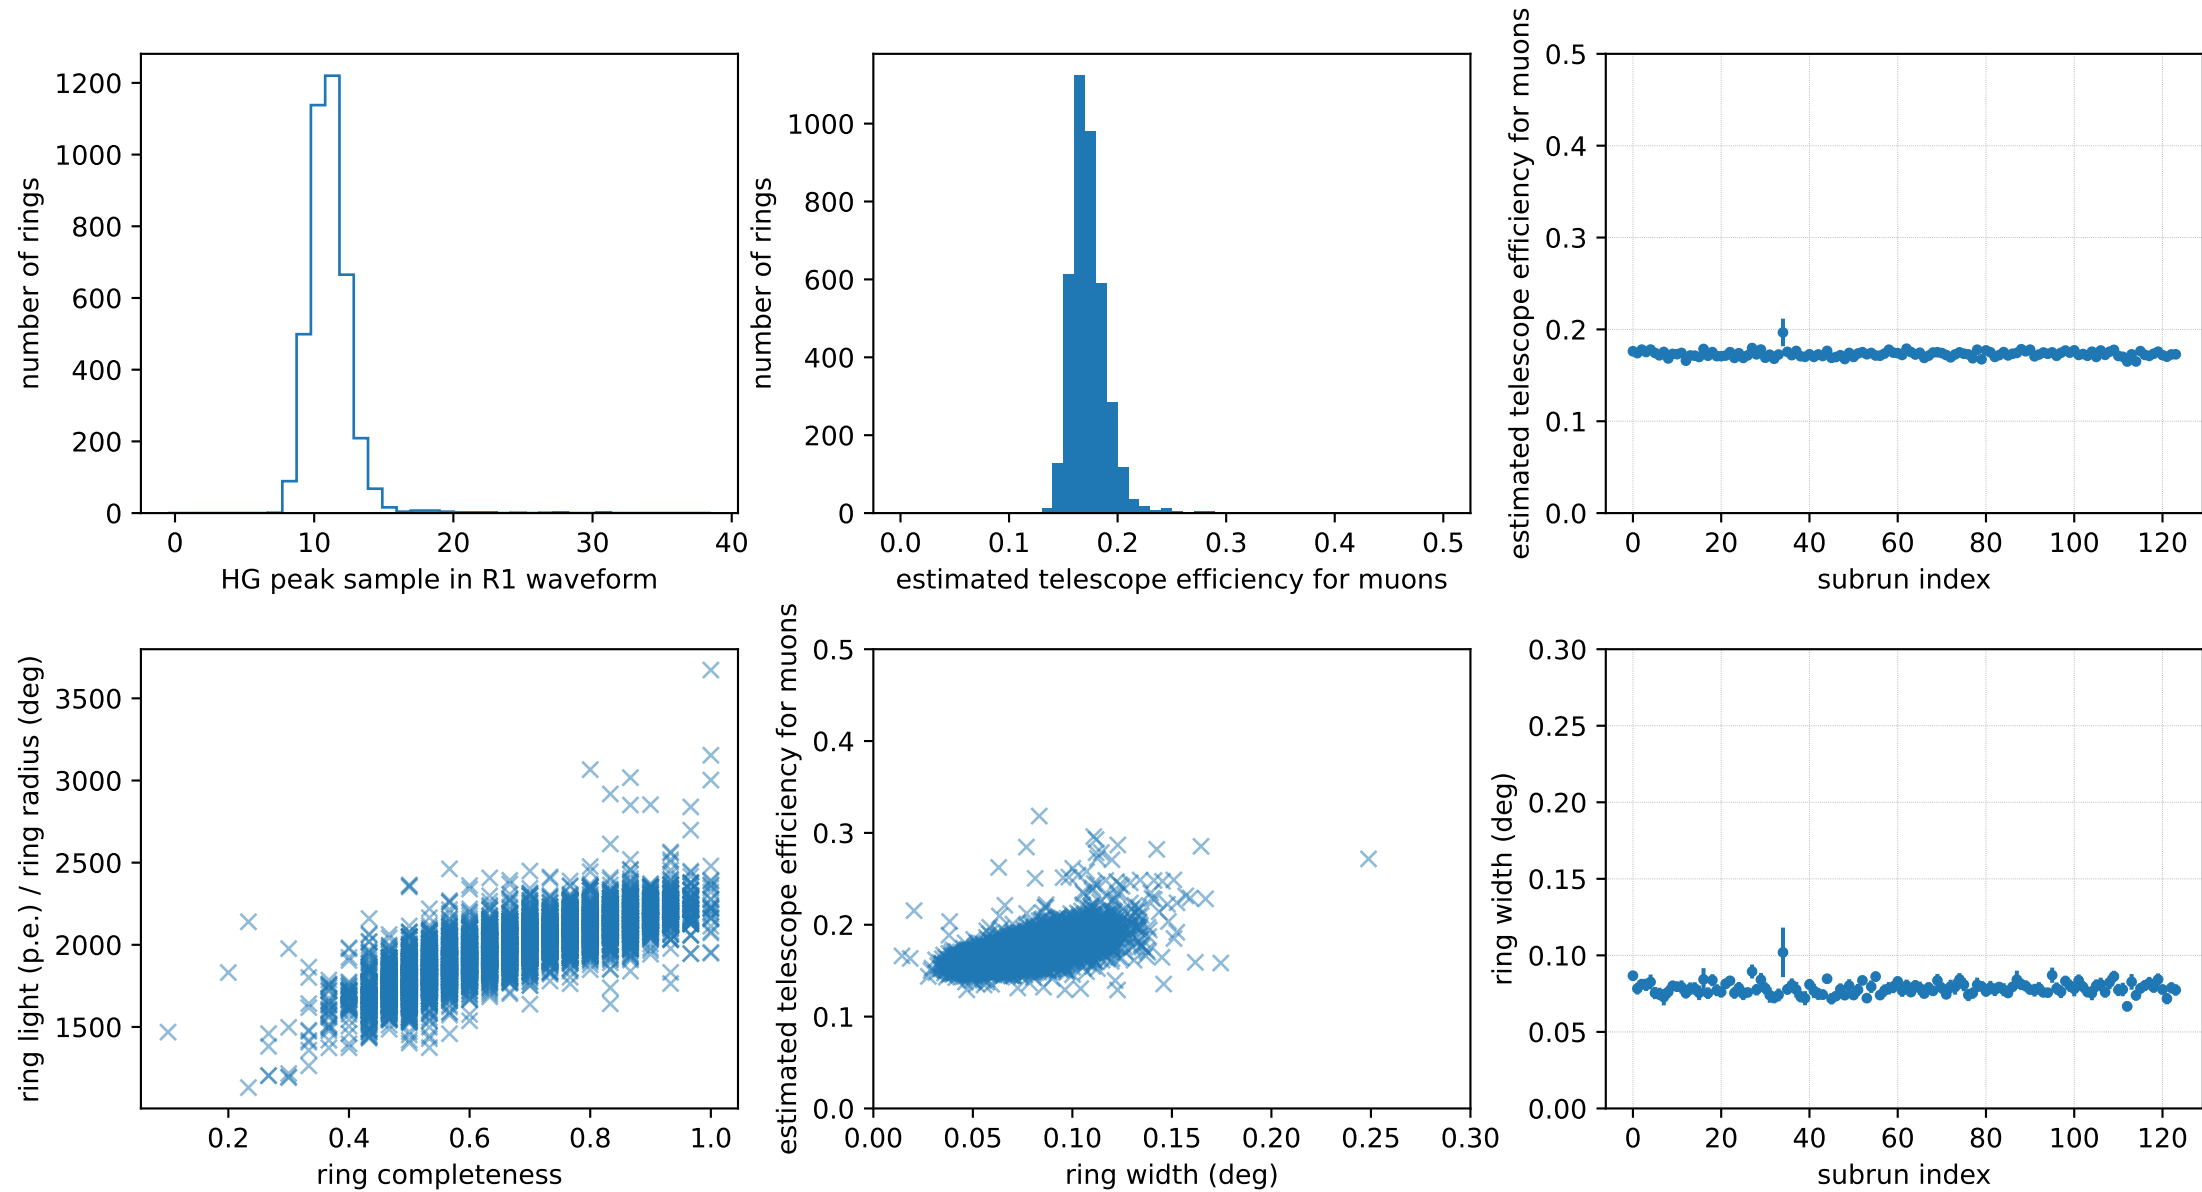 number of rings
1200
1000
800
600
400
200
0
0 10 20 30 40
HG peak sample in R1 waveform
number of rings
1000
800
600
400
200
0
0.0 0.1 0.2 0.3 0.4 0.5
estimated telescope efficiency for muons
estimated telescope efficiency for muons
0.5
0.4
0.3
0.2
0.1
0.0
0 20 40 60 80 100 120
subrun index
ring light (p.e.) / ring radius (deg)
3500
3000
2500
2000
1500
0.2 0.4 0.6 0.8 1.0
ring completeness
estimated telescope efficiency for muons
0.5
0.4
0.3
0.2
0.1
0.0
0.00 0.05 0.10 0.15 0.20 0.25 0.30
ring width (deg)
ring width (deg)
0.30
0.25
0.20
0.15
0.10
0.05
0.00
0 20 40 60 80 100 120
subrun index